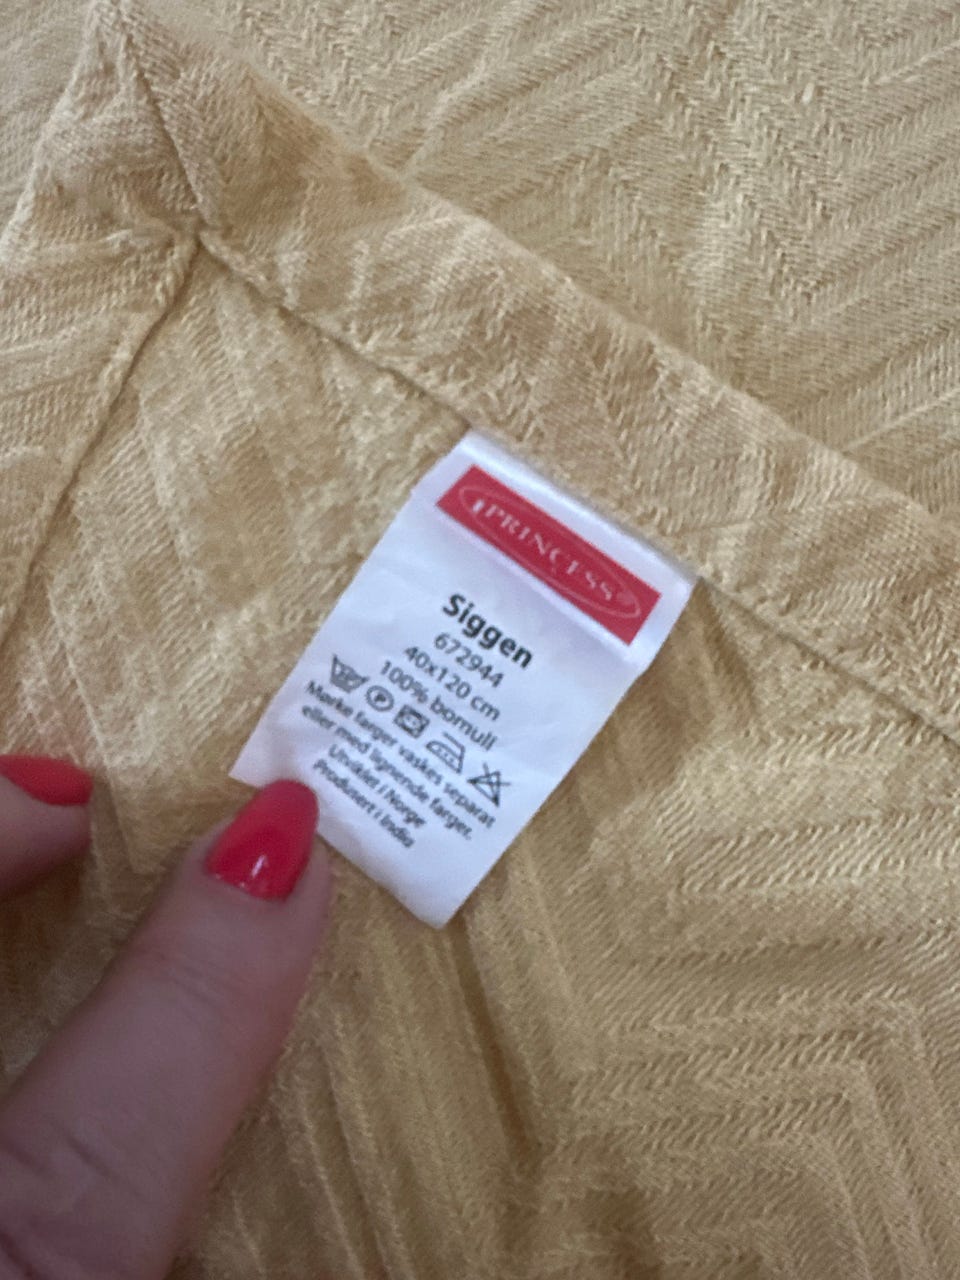 PRINCESS®
Siggen
672944
40x120 cm
100% bomull
Mørke farger vaskes separat
eller med lignende farger.
Utviklet i Norge
Produsert i India